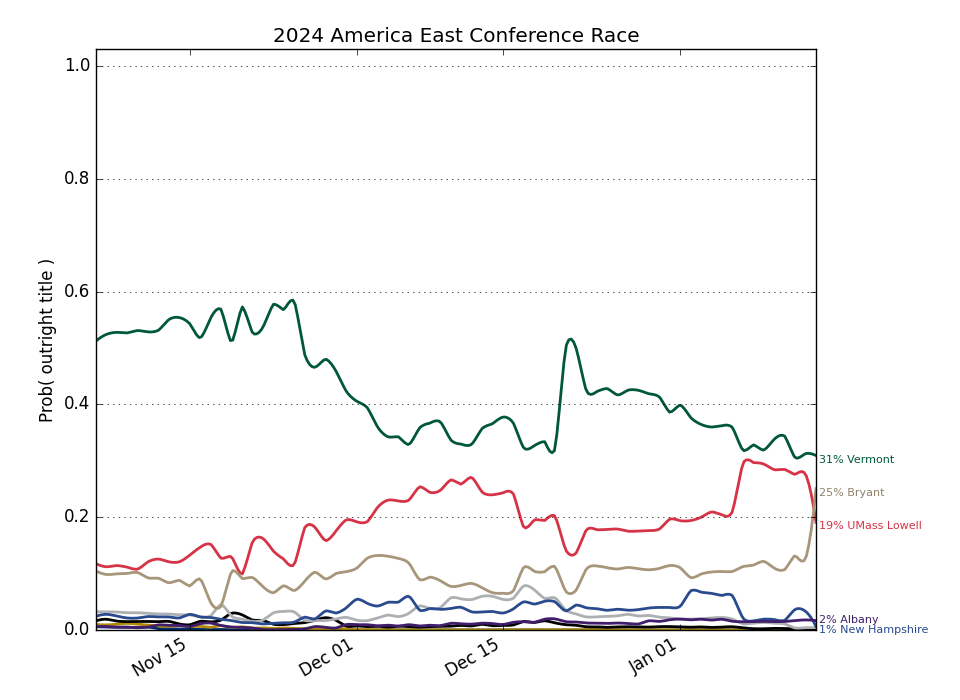 2024 America East Conference Race
Prob( outright title )
1.0
0.8
0.6
0.4
0.2
0.0
Nov 15
Dec 01
Dec 15
Jan 01
31% Vermont
25% Bryant
19% UMass Lowell
2% Albany
1% New Hampshire